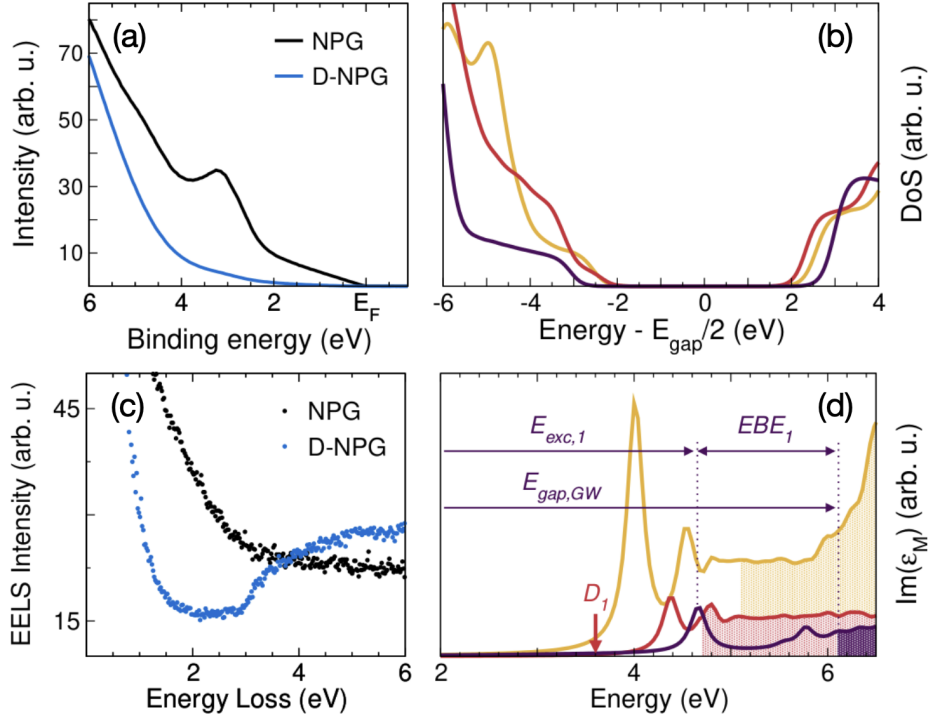 (a)
NPG
D-NPG
70
50
30
10
Intensity (arb. u.)
6
4
2
E_F
Binding energy (eV)
(b)
DoS (arb. u.)
-6
-4
-2
0
2
4
Energy - E_gap/2 (eV)
(c)
NPG
D-NPG
45
15
EELS Intensity (arb. u.)
2
4
6
Energy Loss (eV)
(d)
E_exc,1
EBE_1
E_gap,GW
D_1
Im(ε_M) (arb. u.)
2
4
6
Energy (eV)